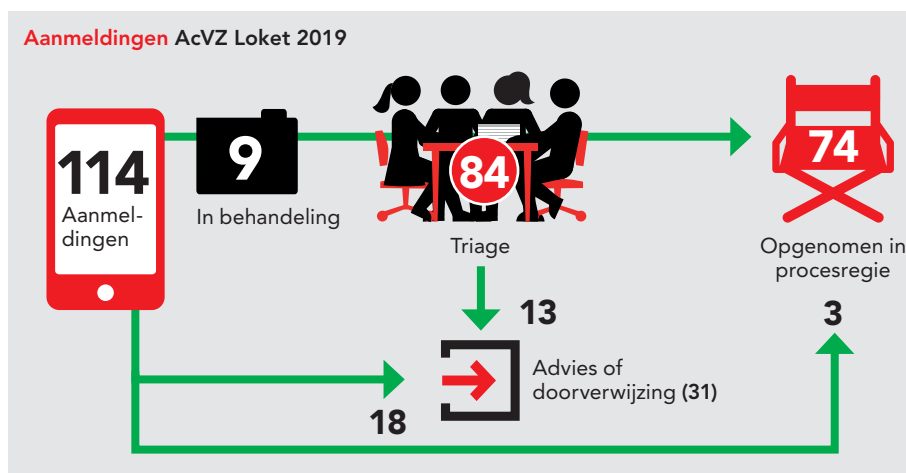 Aanmeldingen AcVZ Loket 2019
114
Aanmel-
dingen
9
In behandeling
84
Triage
74
Opgenomen in
procesregie
3
13
Advies of
doorverwijzing (31)
18